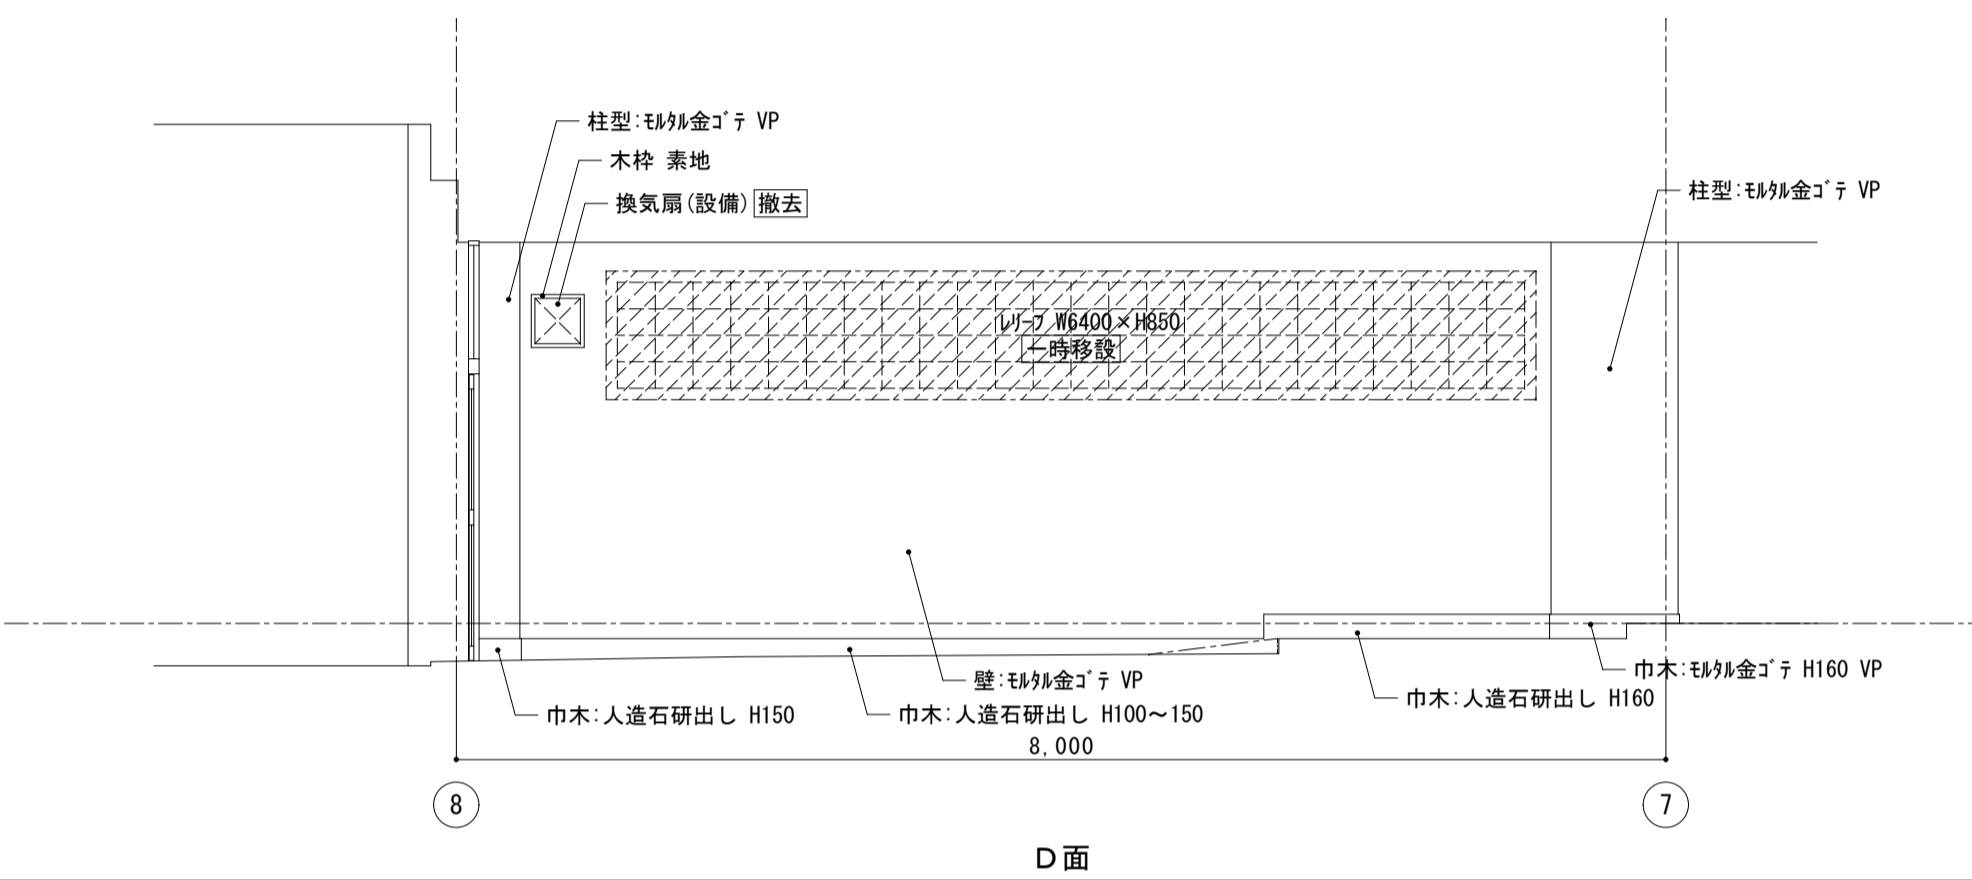 柱型:ﾓﾙﾀﾙ金ｺﾞﾃ VP
木枠 素地
換気扇(設備) 撤去
柱型:ﾓﾙﾀﾙ金ｺﾞﾃ VP
ﾚﾘｰﾌ W6400×H850
一時移設
巾木:ﾓﾙﾀﾙ金ｺﾞﾃ H160 VP
壁:ﾓﾙﾀﾙ金ｺﾞﾃ VP
巾木:人造石研出し H160
巾木:人造石研出し H150
巾木:人造石研出し H100～150
8,000
8
7
D面